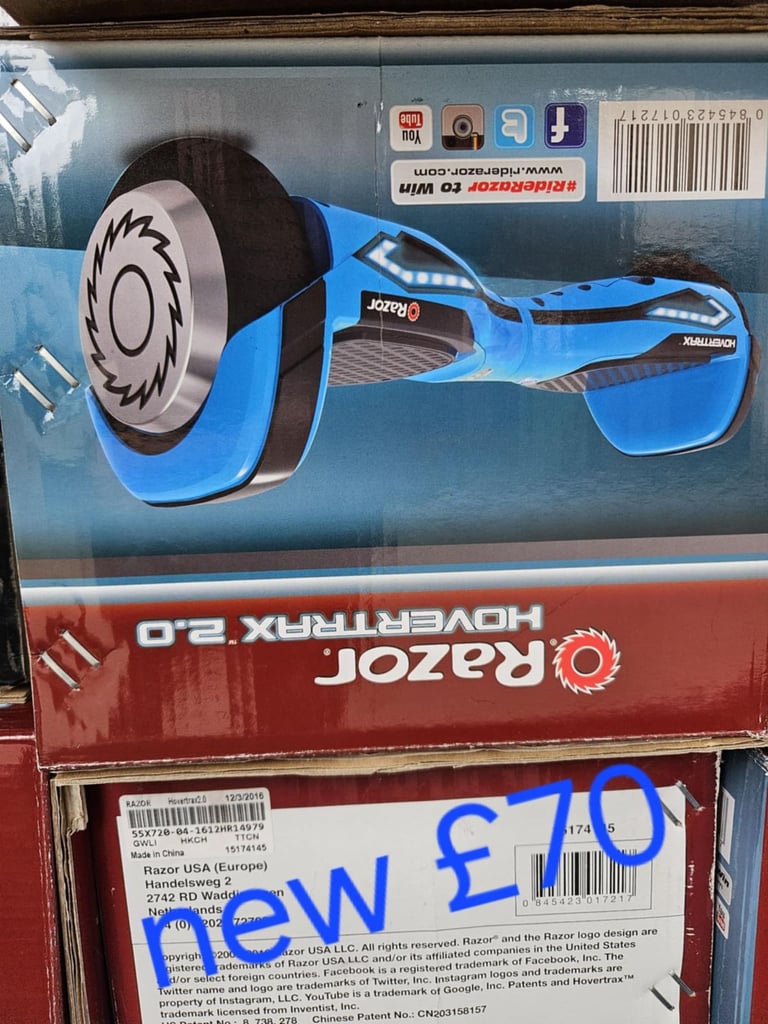 0 845423 017217
You
Tube
#RideRazor to Win
www.riderazor.com
Razor
HOVERTRAX
Razor®
HOVERTRAX™ 2.0
RAZOR Hovertrax2.0 12/3/2016
55X720-04-1612HR14979
GWLI HKCH TTCN
Made in China 15174145
Razor USA (Europe)
Handelsweg 2
2742 RD
0 845423 017217
new £70
USA LLC. All rights reserved. Razor® and the Razor logo design are
trademarks of Razor USA LLC and/or its affiliated companies in the United States
and/or select foreign countries. Facebook is a registered trademark of Facebook, Inc. The
Twitter name and logo are trademarks of Twitter, Inc. Instagram logos and trademarks are
property of Instagram, LLC. YouTube is a trademark of Google, Inc. Patents and Hovertrax™
trademark licensed from Inventist, Inc.
US Patent No.: 8,738,278 Chinese Patent No.: CN203158157